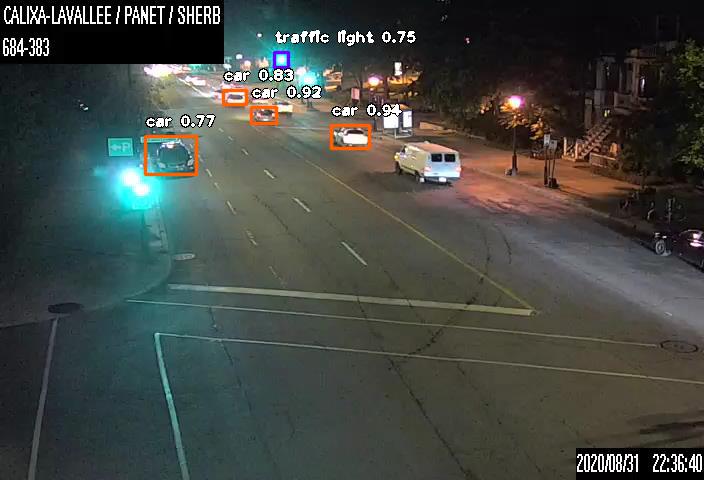 CALIXA-LAVALLEE / PANET / SHERB
684-383
traffic light 0.75
car 0.83
car 0.92
car 0.94
car 0.77
←P
2020/08/31 22:36:40